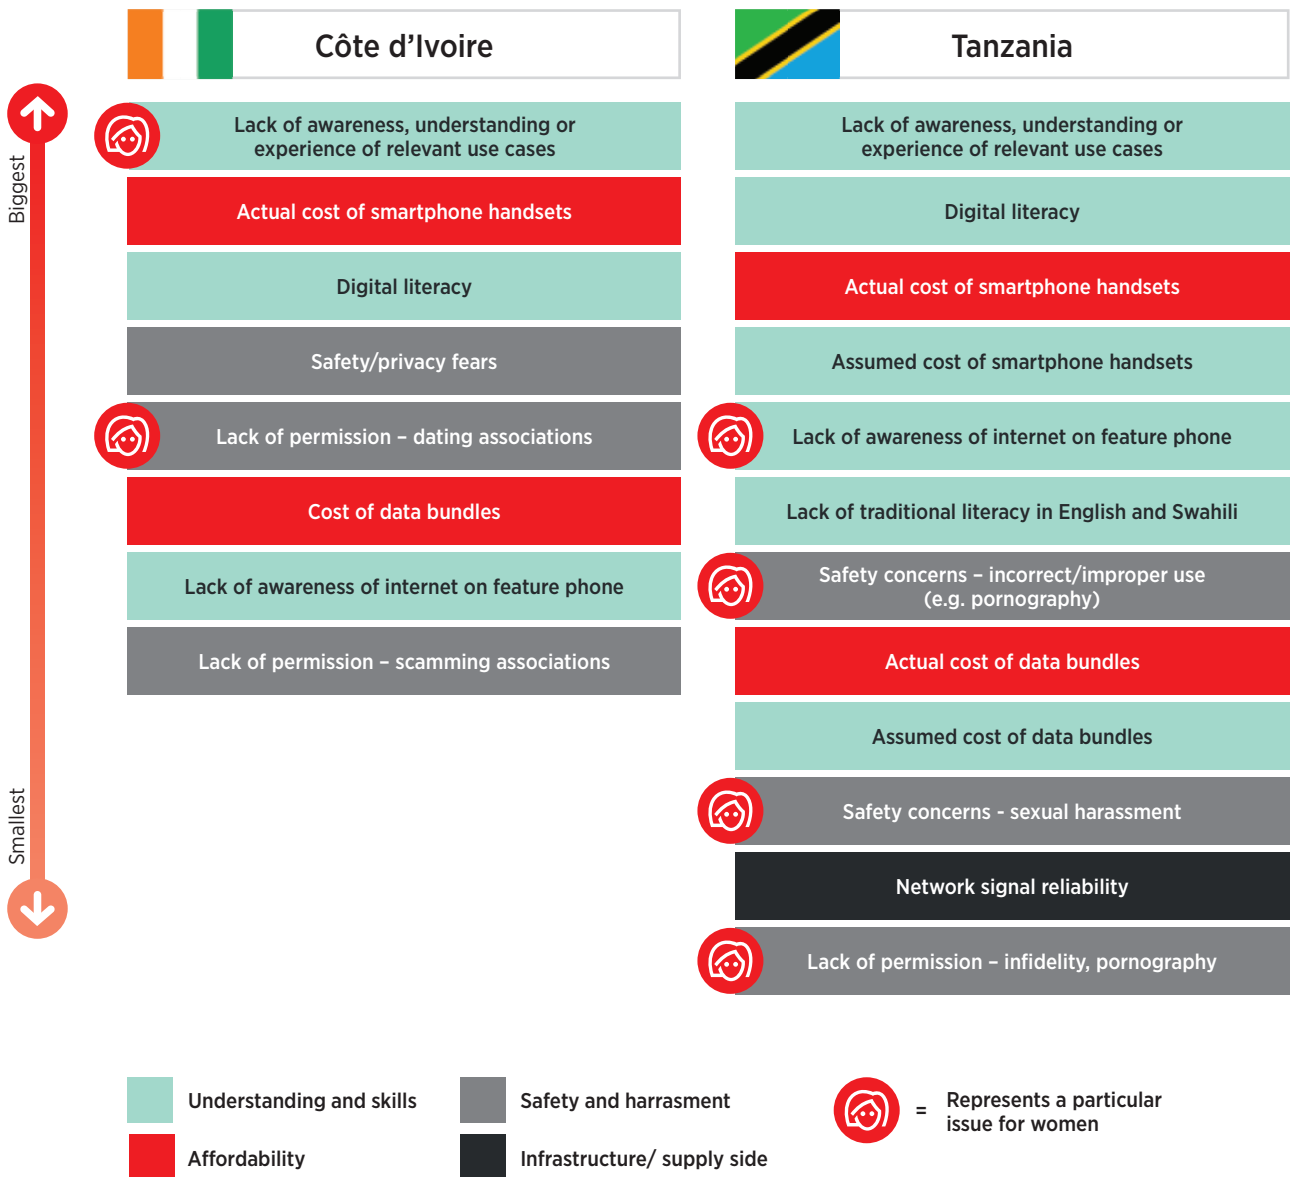 Côte d’Ivoire
Tanzania
Biggest
Smallest
Lack of awareness, understanding or
experience of relevant use cases
Actual cost of smartphone handsets
Digital literacy
Safety/privacy fears
Lack of permission – dating associations
Cost of data bundles
Lack of awareness of internet on feature phone
Lack of permission – scamming associations
Lack of awareness, understanding or
experience of relevant use cases
Digital literacy
Actual cost of smartphone handsets
Assumed cost of smartphone handsets
Lack of awareness of internet on feature phone
Lack of traditional literacy in English and Swahili
Safety concerns – incorrect/improper use
(e.g. pornography)
Actual cost of data bundles
Assumed cost of data bundles
Safety concerns - sexual harassment
Network signal reliability
Lack of permission – infidelity, pornography
Understanding and skills
Affordability
Safety and harrasment
Infrastructure/ supply side
= Represents a particular
issue for women